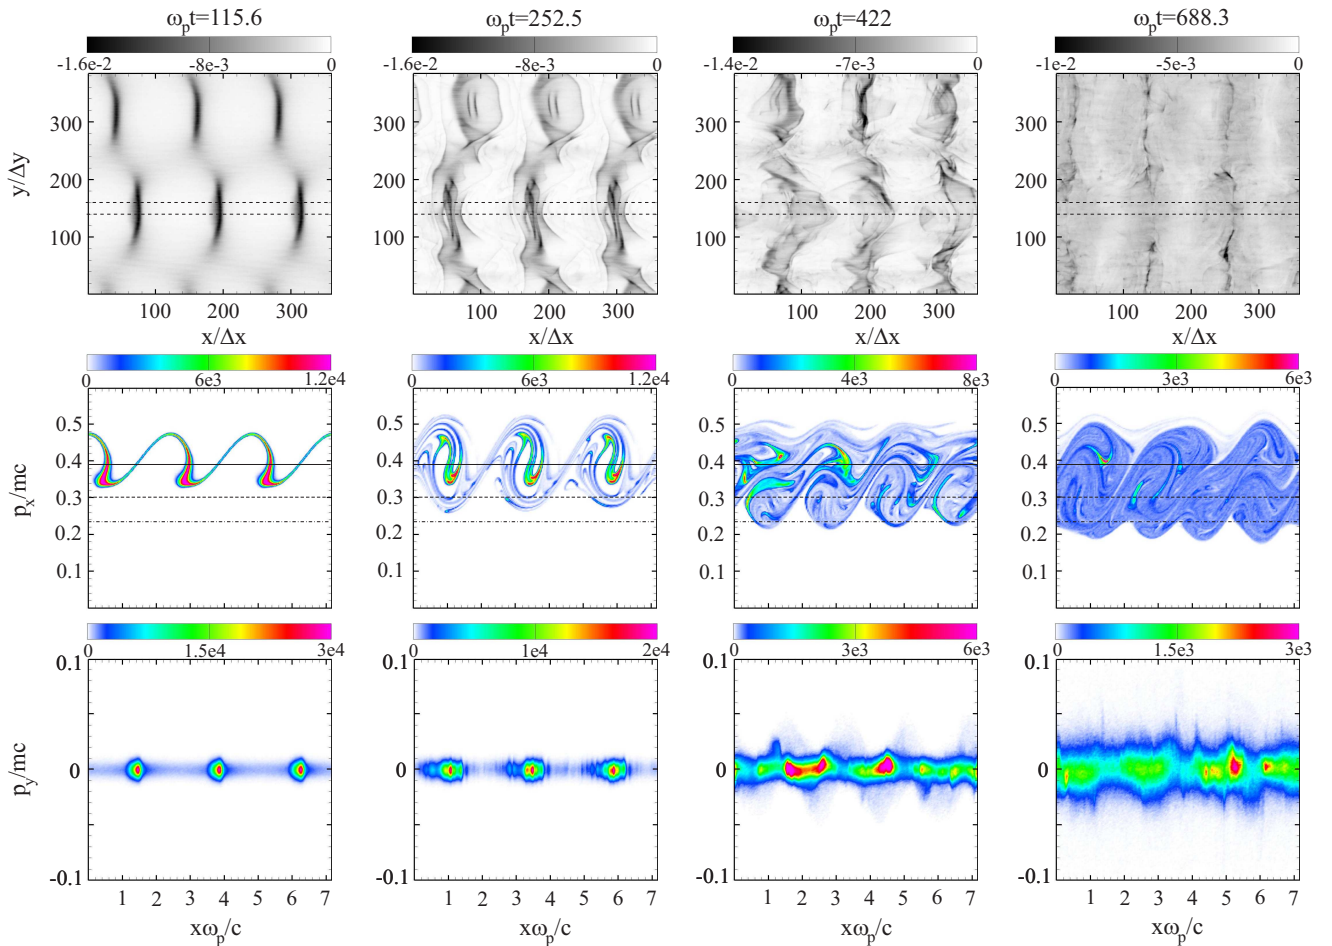 ωpt=115.6 ωpt=252.5 ωpt=422 ωpt=688.3
-1.6e-2 -8e-3 0 -1.6e-2 -8e-3 0 -1.4e-2 -7e-3 0 -1e-2 -5e-3 0
300 300 300 300
y/Δy
200 200 200 200
100 100 100 100
100 200 300 100 200 300 100 200 300 100 200 300
x/Δx x/Δx x/Δx x/Δx
0 6e3 1.2e4 0 6e3 1.2e4 0 4e3 8e3 0 3e3 6e3
0.5 0.5 0.5 0.5
0.4 0.4 0.4 0.4
px/mc
0.3 0.3 0.3 0.3
0.2 0.2 0.2 0.2
0.1 0.1 0.1 0.1
0 1.5e4 3e4 0 1e4 2e4 0 3e3 6e3 0 1.5e3 3e3
0.1 0.1 0.1 0.1
py/mc
0 0 0 0
-0.1 -0.1 -0.1 -0.1
1 2 3 4 5 6 7 1 2 3 4 5 6 7 1 2 3 4 5 6 7 1 2 3 4 5 6 7
xωp/c xωp/c xωp/c xωp/c